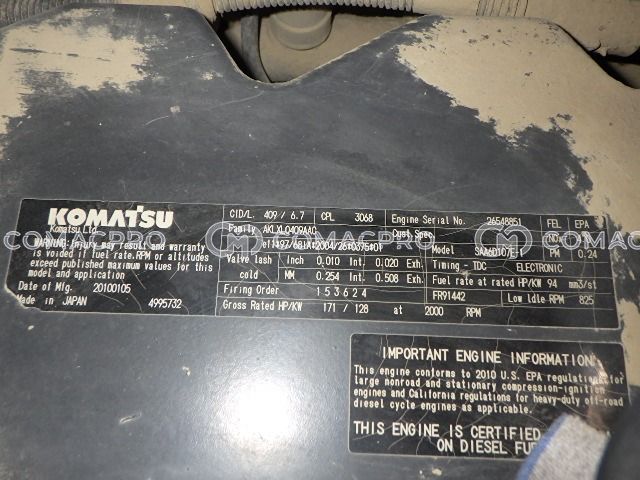 KOMATSU
Komatsu Ltd.
WARNING: Injury may result and warranty
is voided if fuel rate.RPM or altitudes
exceed published maximum values for this
model and application
Date of Mfg. 20100105
Made in JAPAN 4995732
CID/L. 409 / 6.7 CPL 3068 Engine Serial No. 26548851 FEL EPA
Family AKLXL0409AAC Dust Spec.
Model SAA6D107E-1 PM 0.24
Valve lash Inch 0.010 Int. 0.020 Exh. Timing - TDC ELECTRONIC
cold MM 0.254 Int. 0.508 Exh. Fuel rate at rated HP/KW 94 mm3/st
Firing Order 153624 FR91442 Low Idle RPM 825
Gross Rated HP/KW 171 / 128 at 2000 RPM
IMPORTANT ENGINE INFORMATION
This engine conforms to 2010 U.S. EPA regulations for
large nonroad and stationary compression-ignition
engines and California regulations for heavy-duty off-road
diesel cycle engines as applicable.
THIS ENGINE IS CERTIFIED
ON DIESEL
COMACPRO COMACPRO COMACPRO